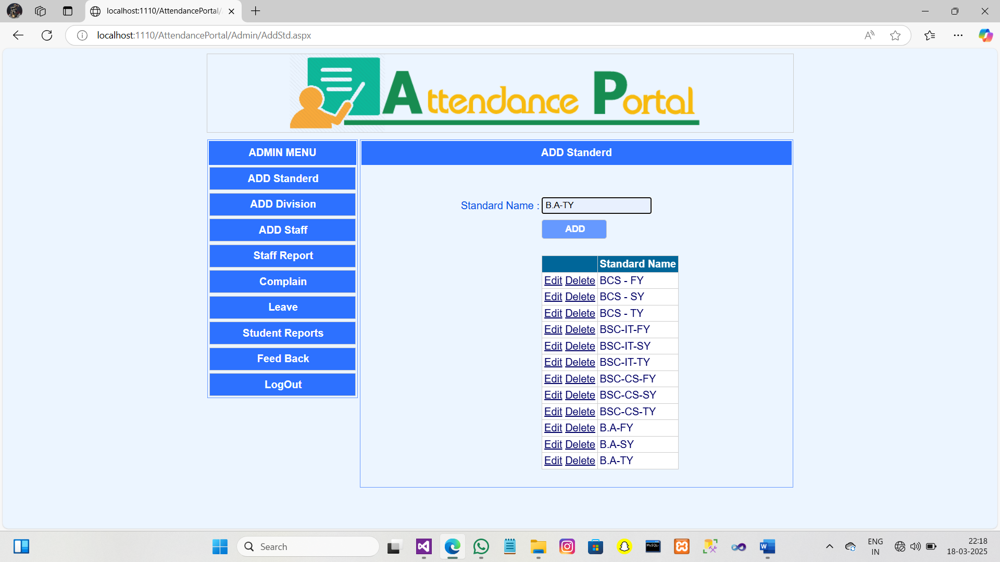 localhost:1110/AttendancePortal/
localhost:1110/AttendancePortal/Admin/AddStd.aspx
Attendance Portal
ADMIN MENU
ADD Standerd
ADD Division
ADD Staff
Staff Report
Complain
Leave
Student Reports
Feed Back
LogOut
ADD Standerd
Standard Name : B.A-TY
ADD
Standard Name
Edit Delete BCS - FY
Edit Delete BCS - SY
Edit Delete BCS - TY
Edit Delete BSC-IT-FY
Edit Delete BSC-IT-SY
Edit Delete BSC-IT-TY
Edit Delete BSC-CS-FY
Edit Delete BSC-CS-SY
Edit Delete BSC-CS-TY
Edit Delete B.A-FY
Edit Delete B.A-SY
Edit Delete B.A-TY
Search
ENG
IN
22:18
18-03-2025